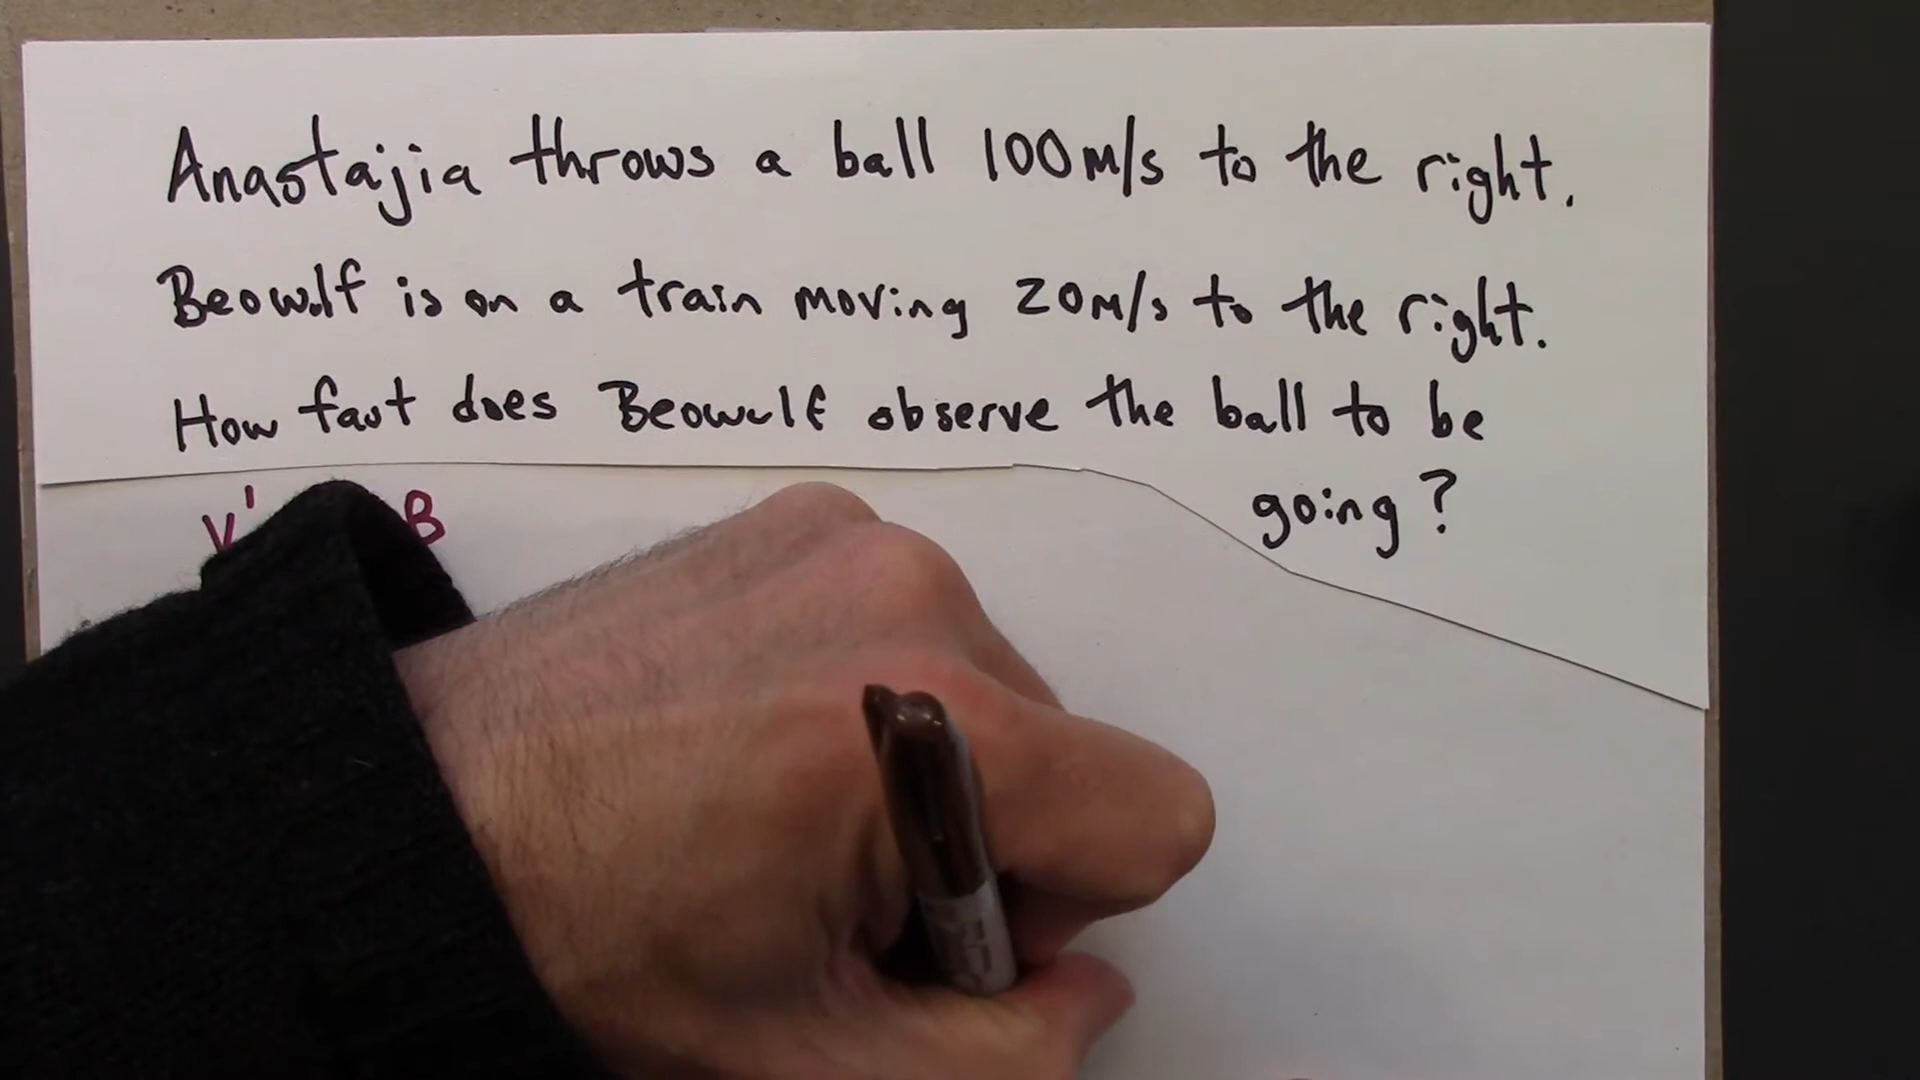 Anastajia throws a ball 100m/s to the right.
Beowulf is on a train moving 20m/s to the right.
How fast does Beowulf observe the ball to be
going?
V' B